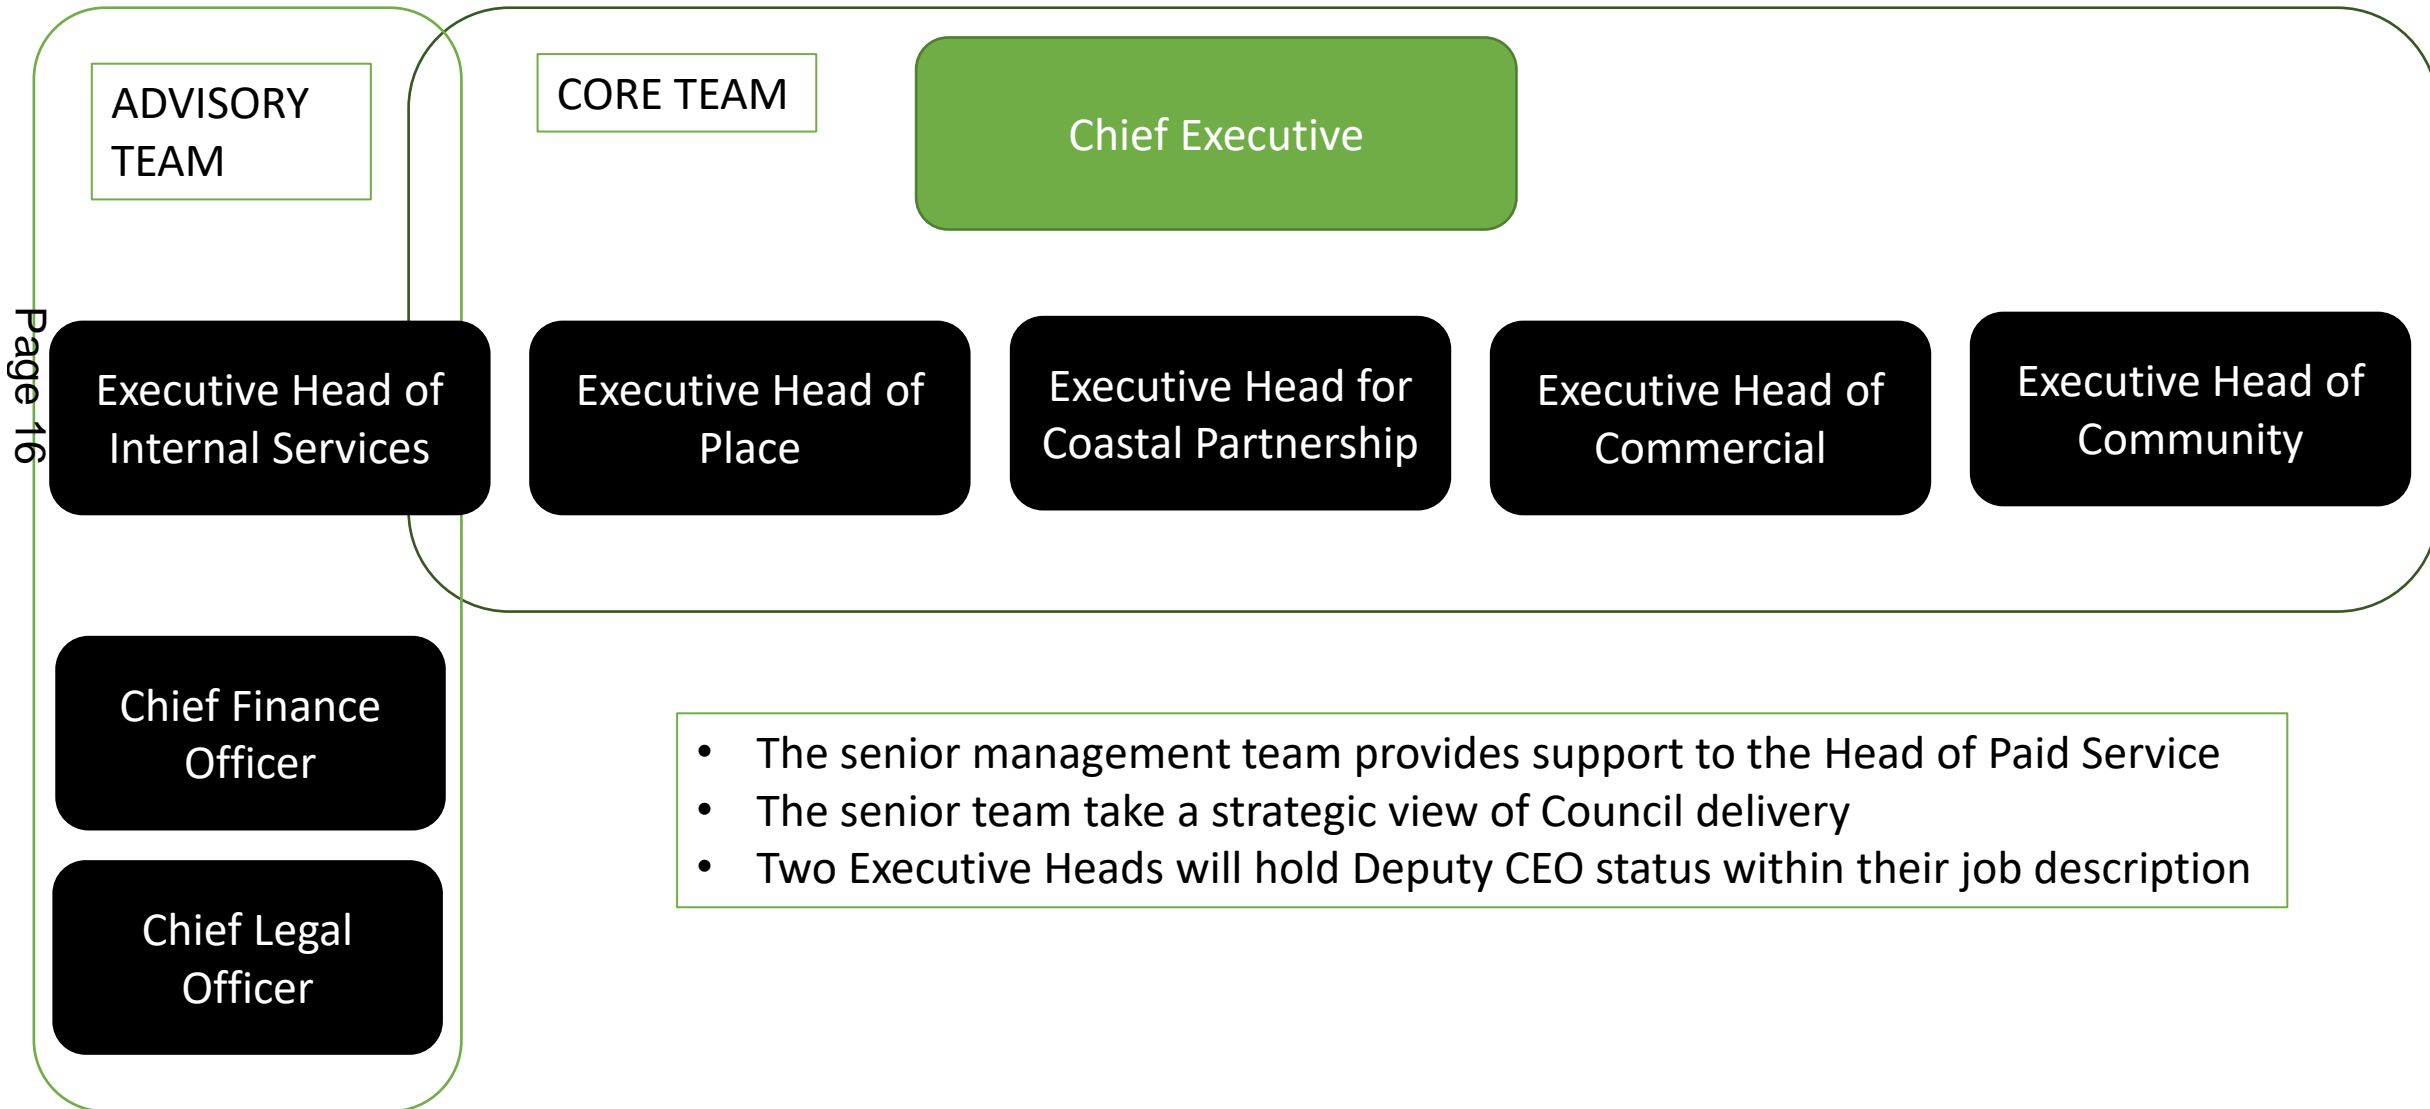 ADVISORY
TEAM
CORE TEAM
Chief Executive
Page 16
Executive Head of
Internal Services
Executive Head of
Place
Executive Head for
Coastal Partnership
Executive Head of
Commercial
Executive Head of
Community
Chief Finance
Officer
Chief Legal
Officer
• The senior management team provides support to the Head of Paid Service
• The senior team take a strategic view of Council delivery
• Two Executive Heads will hold Deputy CEO status within their job description